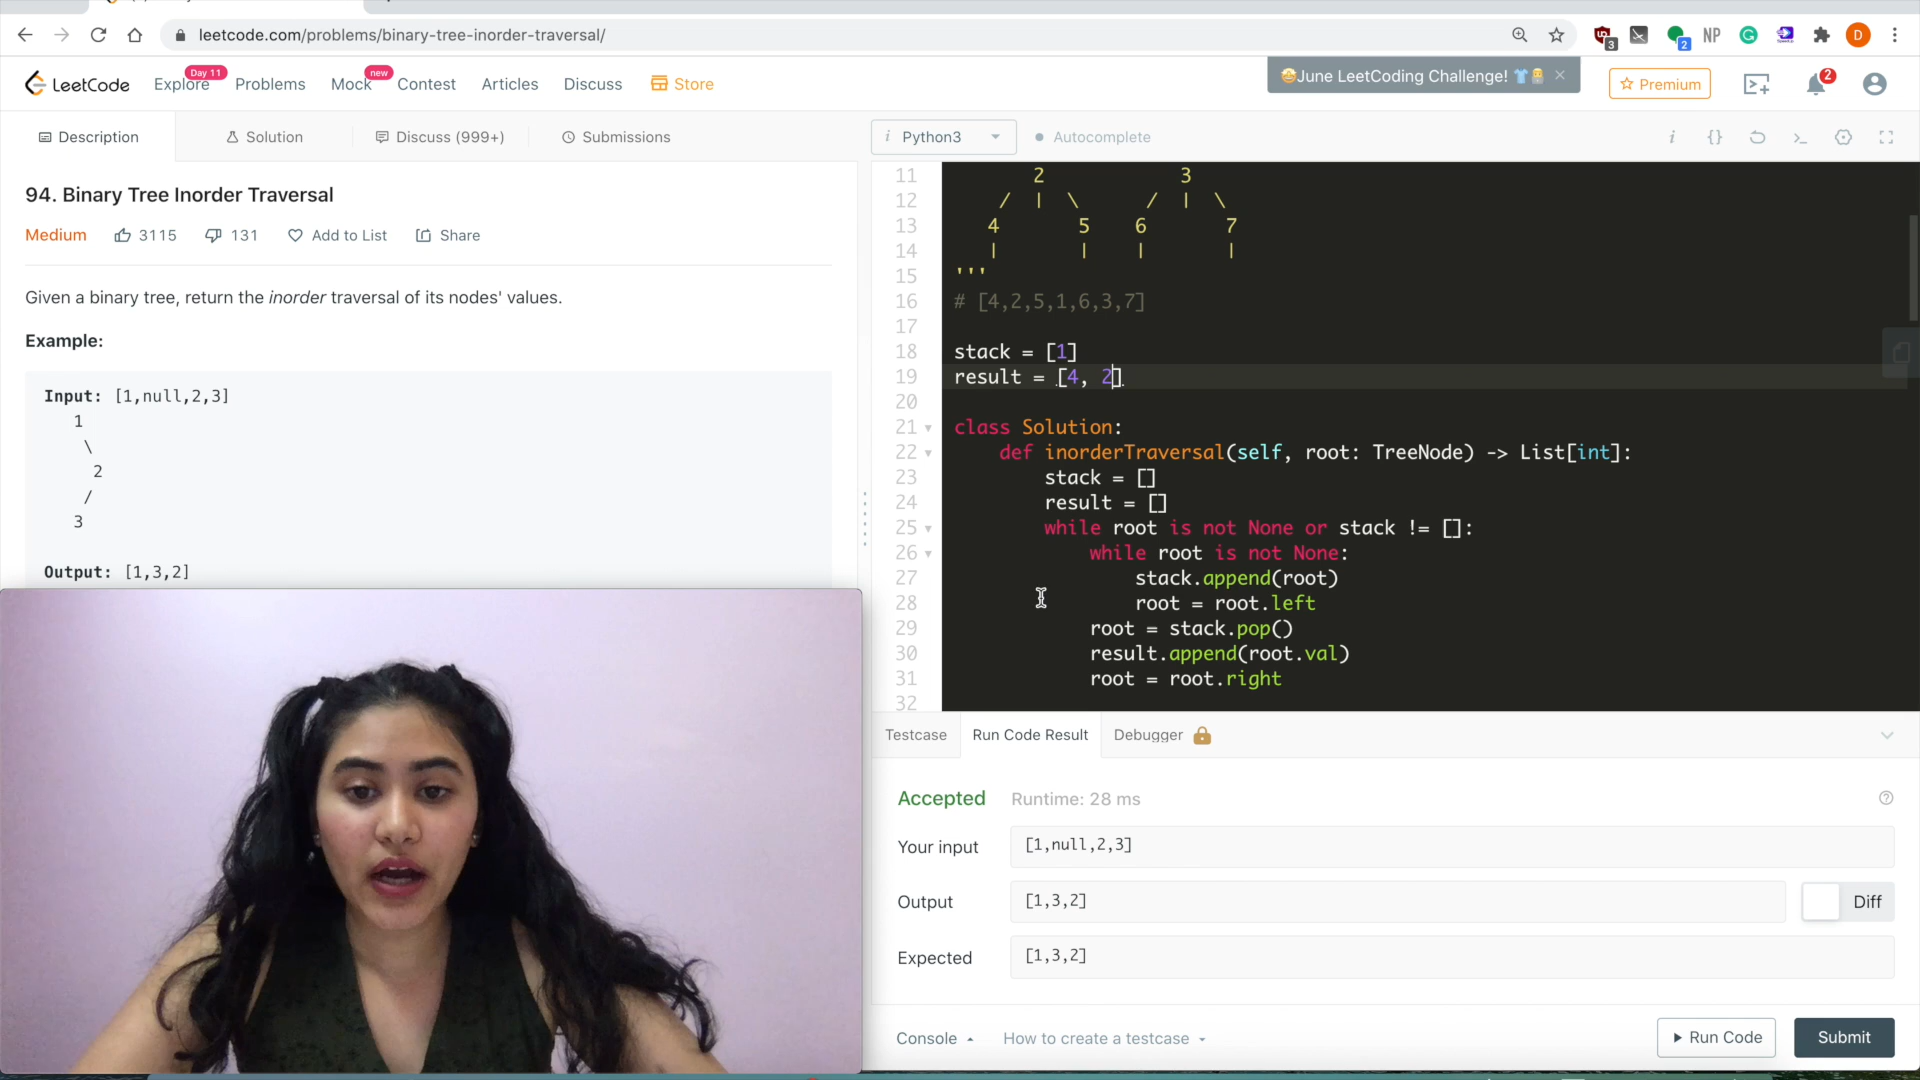 leetcode.com/problems/binary-tree-inorder-traversal/
3
2
NP
D
LeetCode
Explore
Day 11
Problems
Mock
new
Contest
Articles
Discuss
Store
🤩June LeetCoding Challenge! 👕 ×
Premium
2
Description
Solution
Discuss (999+)
Submissions
i Python3
Autocomplete
i {}
94. Binary Tree Inorder Traversal
Medium 3115 131 Add to List Share
Given a binary tree, return the inorder traversal of its nodes' values.
Example:
Input: [1,null,2,3]
1
\
2
/
3
Output: [1,3,2]
11 2 3
12 / | \ / | \
13 4 5 6 7
14 | | | |
15 '''
16 # [4,2,5,1,6,3,7]
17
18 stack = [1]
19 result = [4, 2]
20
21 class Solution:
22 def inorderTraversal(self, root: TreeNode) -> List[int]:
23 stack = []
24 result = []
25 while root is not None or stack != []:
26 while root is not None:
27 stack.append(root)
28 root = root.left
29 root = stack.pop()
30 result.append(root.val)
31 root = root.right
32
Testcase
Run Code Result
Debugger
Accepted Runtime: 28 ms
Your input [1,null,2,3]
Output [1,3,2] Diff
Expected [1,3,2]
Console How to create a testcase
Run Code
Submit